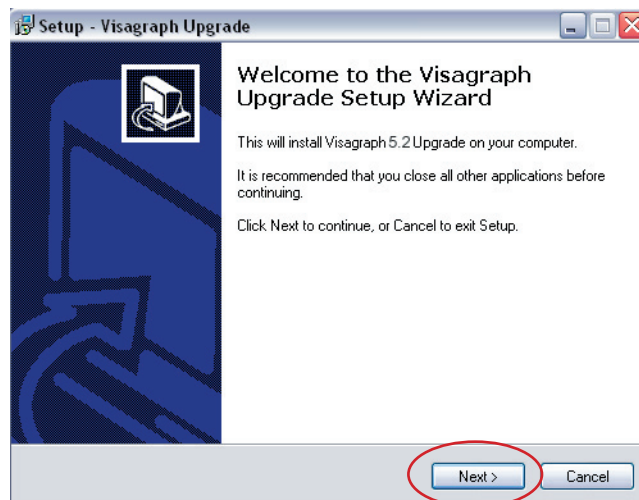 Setup - Visagraph Upgrade
Welcome to the Visagraph
Upgrade Setup Wizard
This will install Visagraph 5.2 Upgrade on your computer.
It is recommended that you close all other applications before
continuing.
Click Next to continue, or Cancel to exit Setup.
Next > Cancel